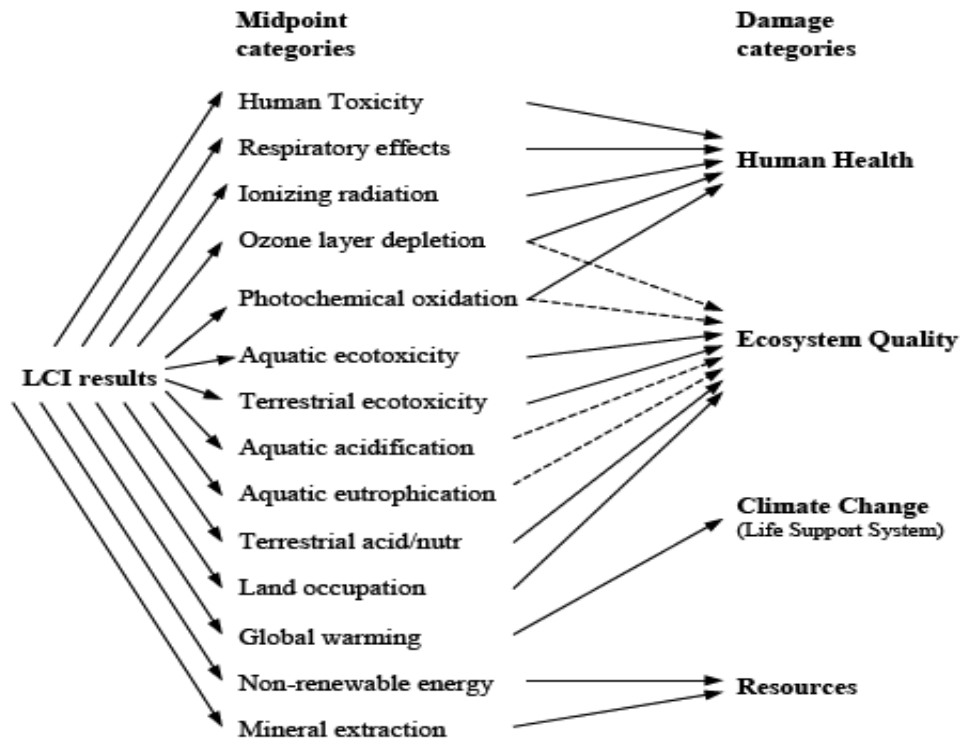 Midpoint
categories
Damage
categories
Human Toxicity
Respiratory effects
Human Health
Ionizing radiation
Ozone layer depletion
Photochemical oxidation
Ecosystem Quality
Aquatic ecotoxicity
LCI results
Terrestrial ecotoxicity
Aquatic acidification
Aquatic eutrophication
Climate Change
(Life Support System)
Terrestrial acid/nutr
Land occupation
Global warming
Non-renewable energy
Resources
Mineral extraction